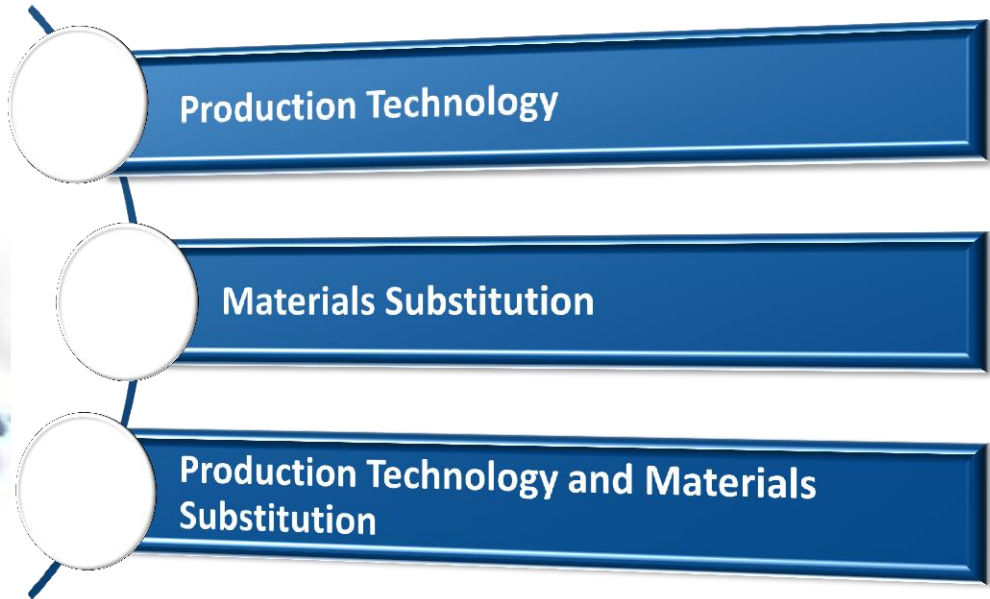 Production Technology
Materials Substitution
Production Technology and Materials
Substitution